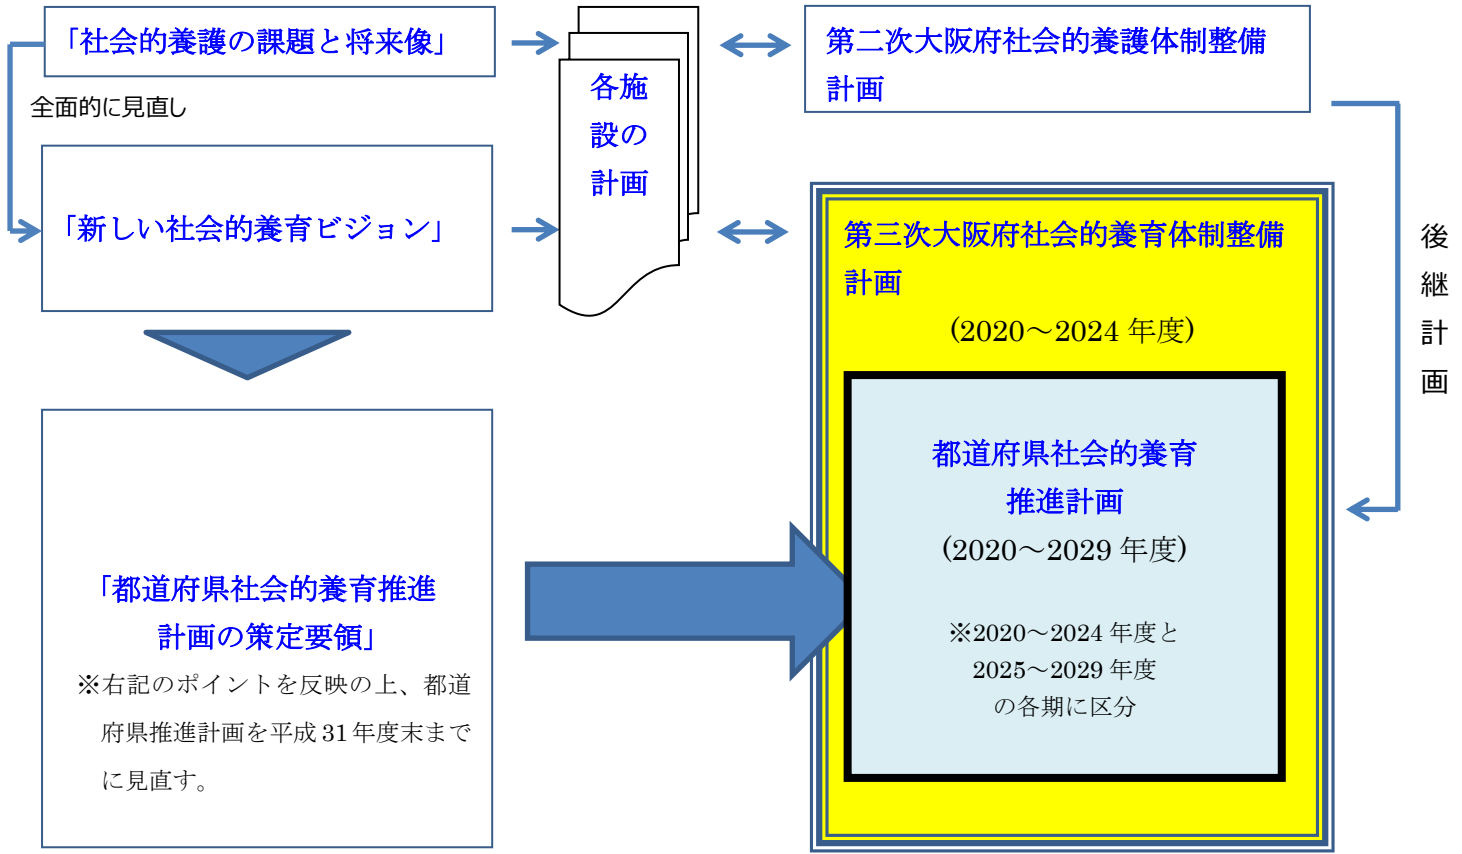 「社会的養護の課題と将来像」
全面的に見直し
「新しい社会的養育ビジョン」
各施
設の
計画
第二次大阪府社会的養護体制整備
計画
第三次大阪府社会的養育体制整備
計画
(2020～2024 年度)
都道府県社会的養育
推進計画
(2020～2029 年度)
※2020～2024 年度と
2025～2029 年度
の各期に区分
後
継
計
画
「都道府県社会的養育推進
計画の策定要領」
※右記のポイントを反映の上、都道
府県推進計画を平成 31 年度末まで
に見直す。